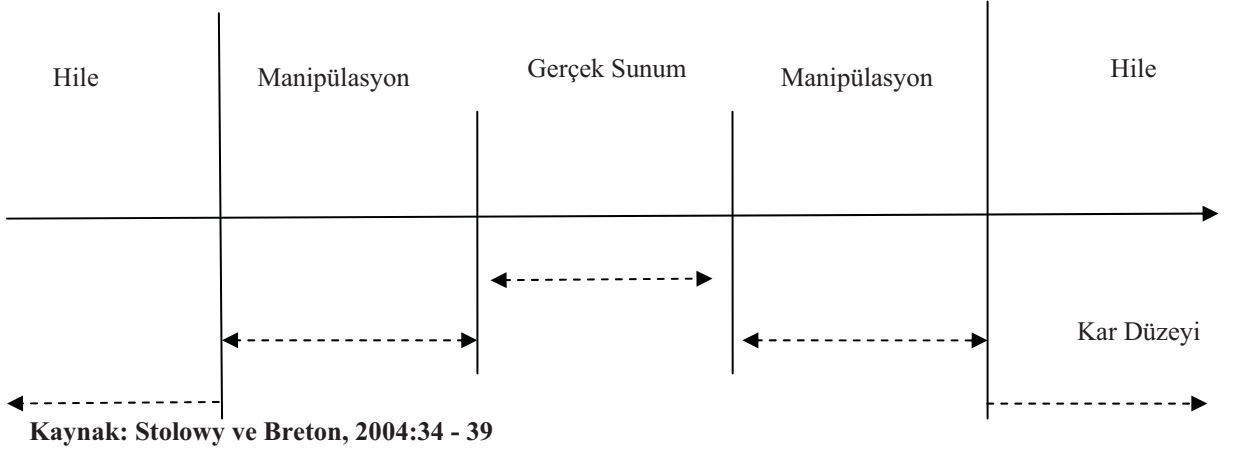 Hile Manipülasyon Gerçek Sunum Manipülasyon Hile
Kar Düzeyi
Kaynak: Stolowy ve Breton, 2004:34 - 39